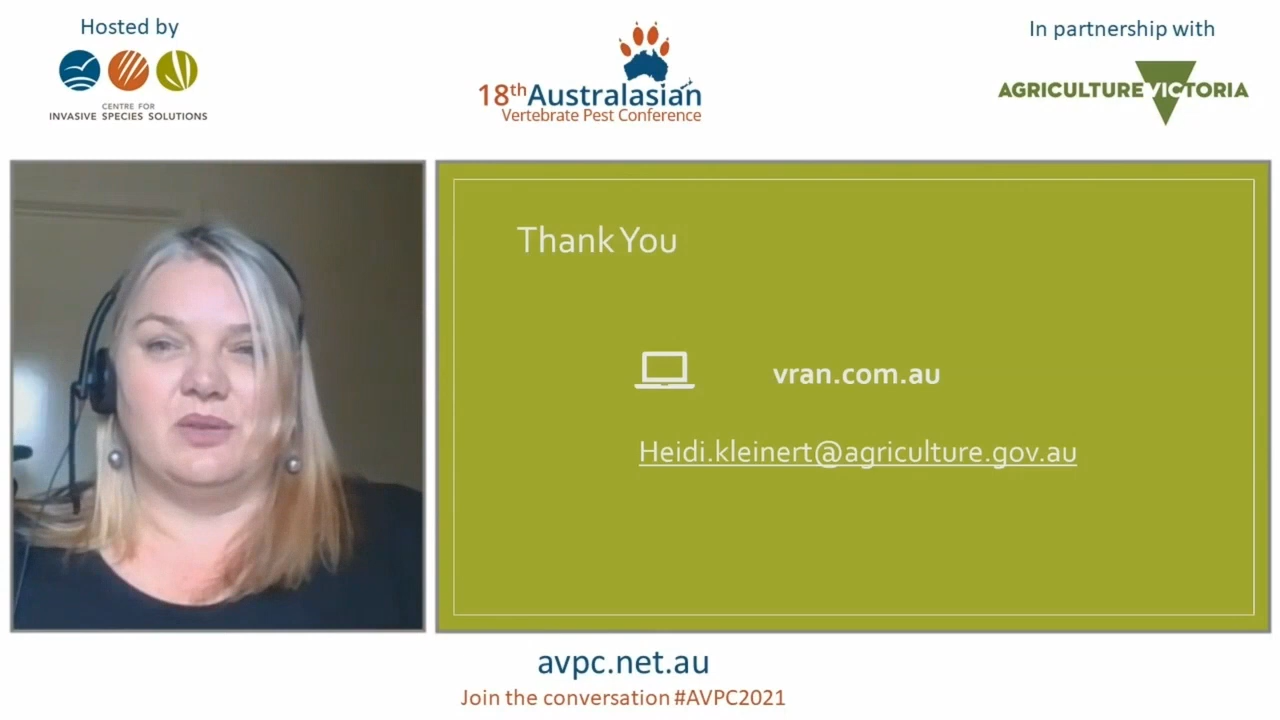 Hosted by
CENTRE FOR
INVASIVE SPECIES SOLUTIONS
18th Australasian
Vertebrate Pest Conference
In partnership with
AGRICULTURE VICTORIA
Thank You
vran.com.au
Heidi.kleinert@agriculture.gov.au
avpc.net.au
Join the conversation #AVPC2021